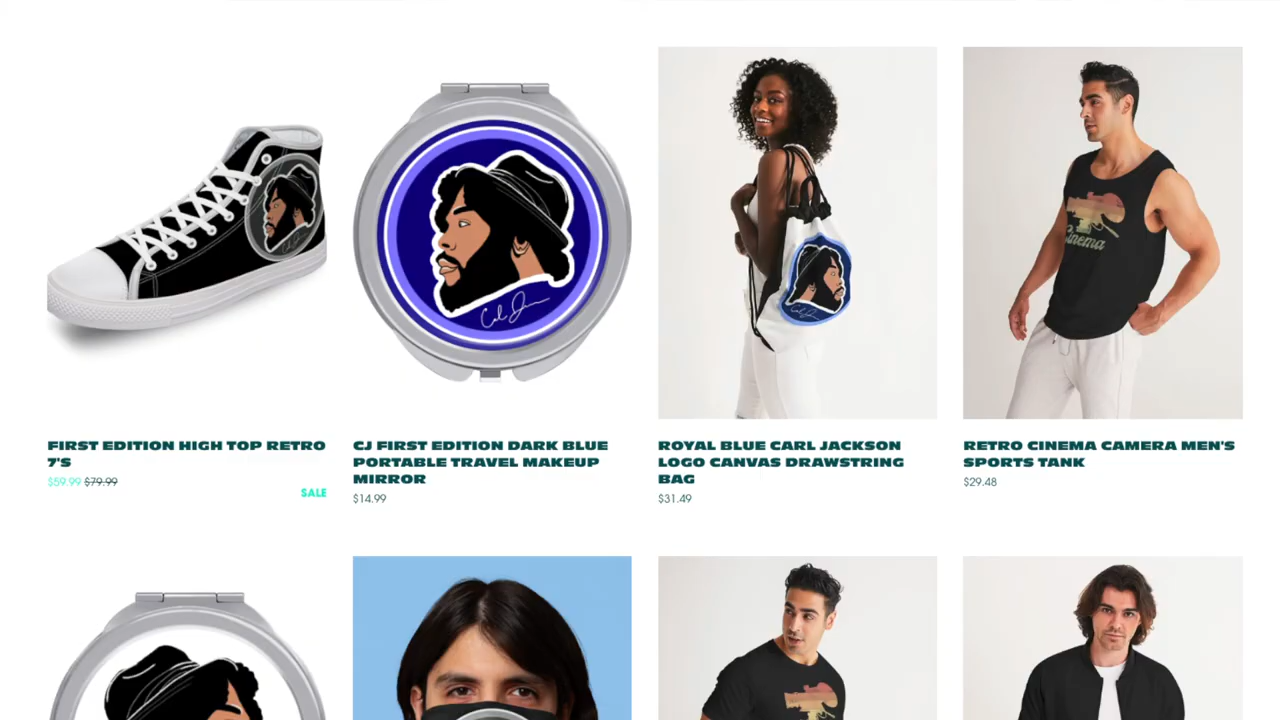 Cinema
FIRST EDITION HIGH TOP RETRO
7'S
$59.99 $79.99
SALE
CJ FIRST EDITION DARK BLUE
PORTABLE TRAVEL MAKEUP
MIRROR
$14.99
ROYAL BLUE CARL JACKSON
LOGO CANVAS DRAWSTRING
BAG
$31.49
RETRO CINEMA CAMERA MEN'S
SPORTS TANK
$29.48